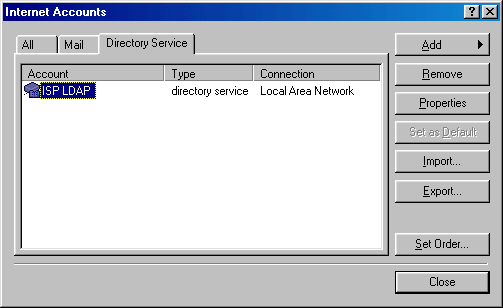 Internet Accounts
All Mail Directory Service
Add
Remove
Properties
Set as Default
Import...
Export...
Set Order...
Close
Account Type Connection
ISP LDAP directory service Local Area Network